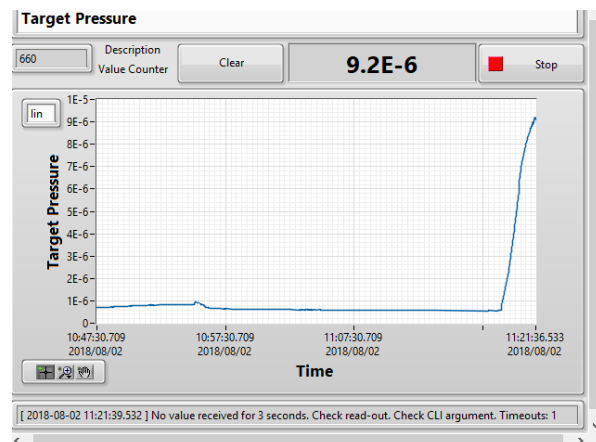 Target Pressure
660
Description
Value Counter
Clear
9.2E-6
Stop
lin
1E-5
9E-6
8E-6
7E-6
6E-6
5E-6
4E-6
3E-6
2E-6
1E-6
0
Target Pressure
10:47:30.709
2018/08/02
10:57:30.709
2018/08/02
11:07:30.709
2018/08/02
11:21:36.533
2018/08/02
Time
[ 2018-08-02 11:21:39.532 ] No value received for 3 seconds. Check read-out. Check CLI argument. Timeouts: 1